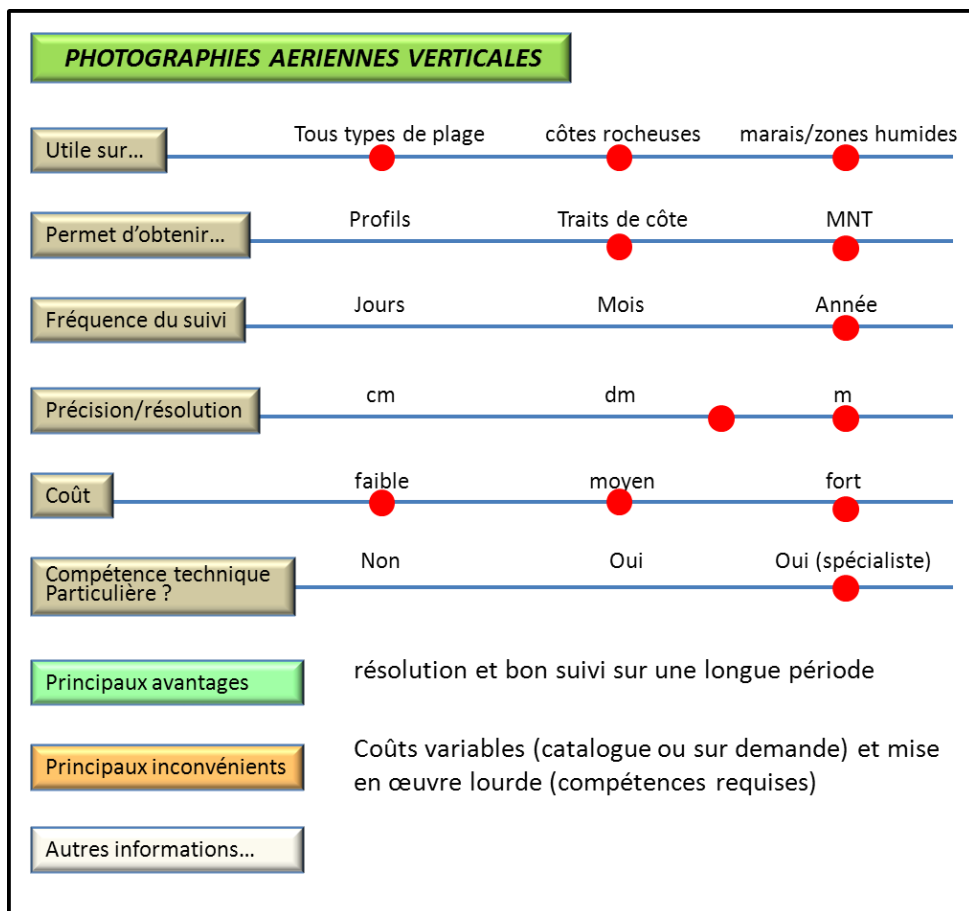 PHOTOGRAPHIES AERIENNES VERTICALES
Utile sur… Tous types de plage côtes rocheuses marais/zones humides
Permet d’obtenir… Profils Traits de côte MNT
Fréquence du suivi Jours Mois Année
Précision/résolution cm dm m
Coût faible moyen fort
Compétence technique Non Oui Oui (spécialiste)
Particulière ?
Principaux avantages résolution et bon suivi sur une longue période
Principaux inconvénients Coûts variables (catalogue ou sur demande) et mise
en œuvre lourde (compétences requises)
Autres informations…